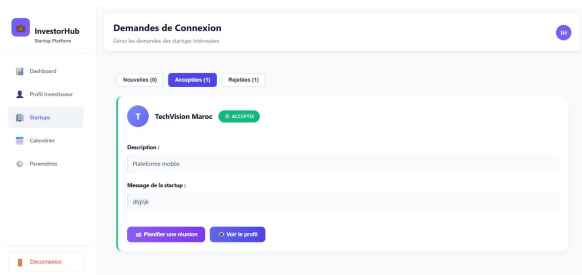 InvestorHub
Startup Platform
Dashboard
Profil Investisseur
Startups
Calendrier
Paramètres
Déconnexion
Demandes de Connexion
Gérez les demandes des startups intéressées
IH
Nouvelles (0) Acceptées (1) Rejetées (1)
T TechVision Maroc ACCEPTÉE
Description :
Plateforme mobile
Message de la startup :
dfghjk
Planifier une réunion Voir le profil